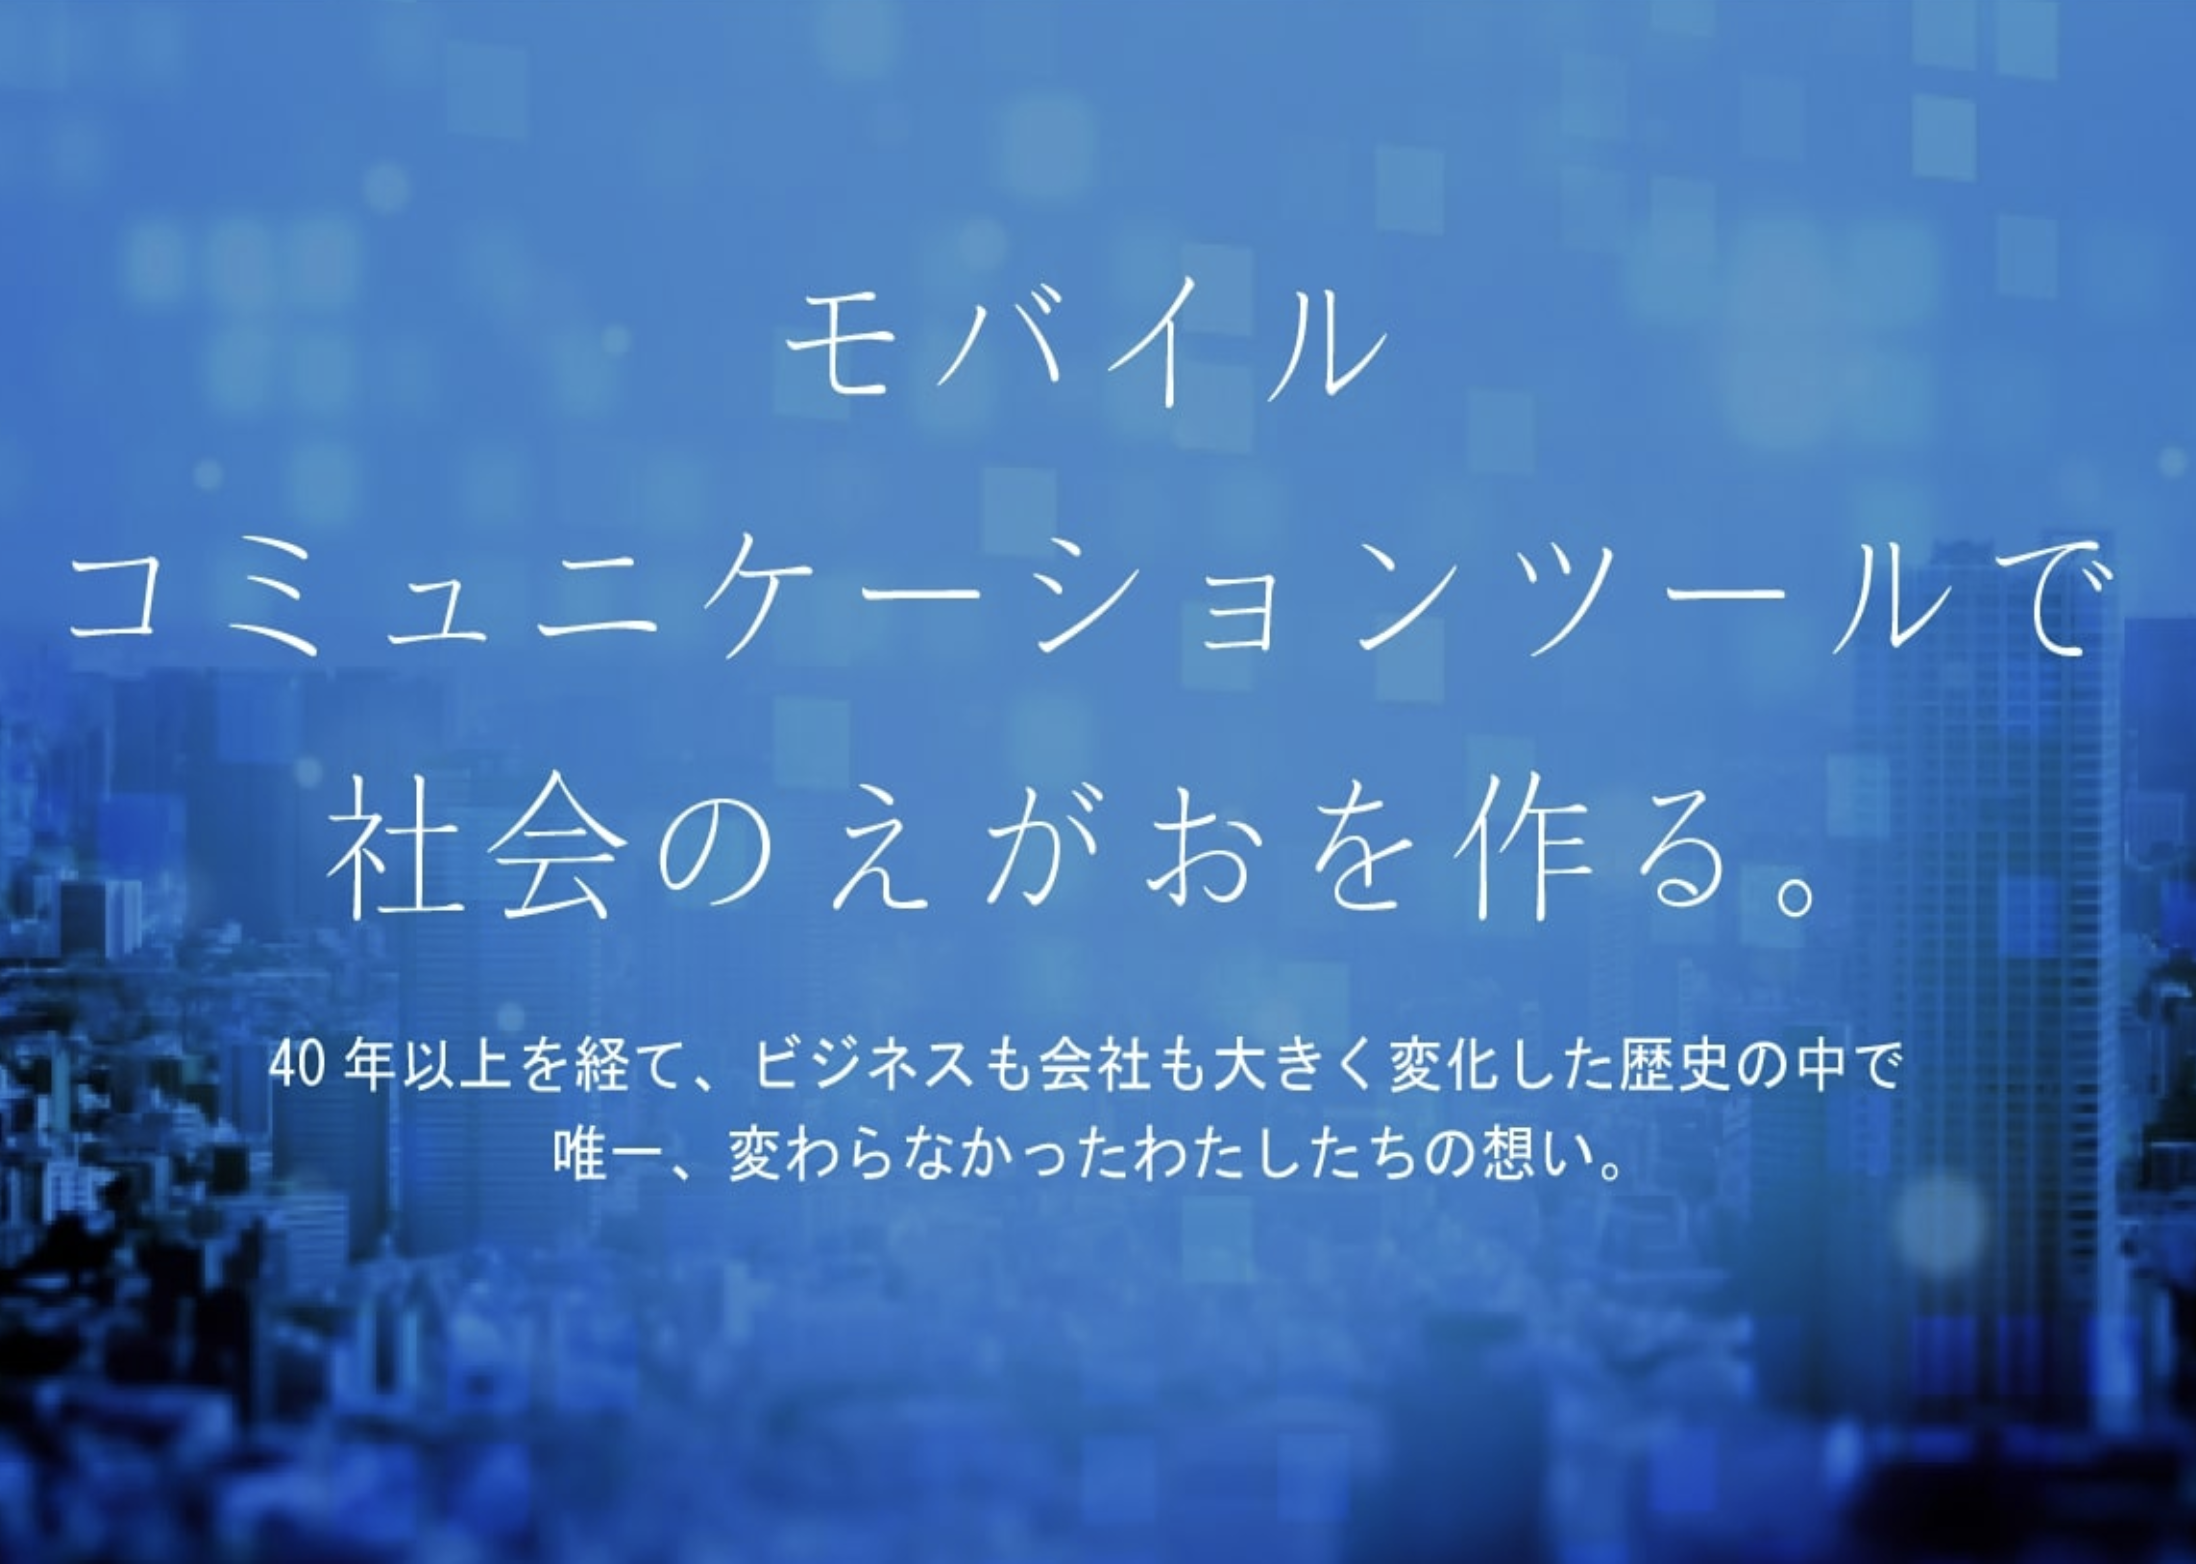 モバイル
コミュニケーションツールで
社会のえがおを作る。
40年以上を経て、ビジネスも会社も大きく変化した歴史の中で
唯一、変わらなかったわたしたちの想い。